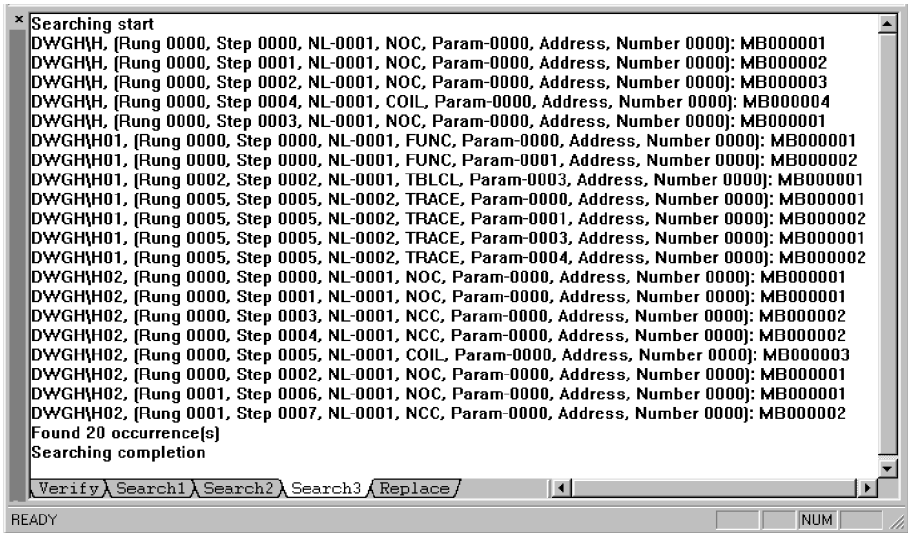 Searching start
DWGH\H, (Rung 0000, Step 0000, NL-0001, NOC, Param-0000, Address, Number 0000): MB000001
DWGH\H, (Rung 0000, Step 0001, NL-0001, NOC, Param-0000, Address, Number 0000): MB000002
DWGH\H, (Rung 0000, Step 0002, NL-0001, NOC, Param-0000, Address, Number 0000): MB000003
DWGH\H, (Rung 0000, Step 0004, NL-0001, COIL, Param-0000, Address, Number 0000): MB000004
DWGH\H, (Rung 0000, Step 0003, NL-0001, NOC, Param-0000, Address, Number 0000): MB000001
DWGH\H01, (Rung 0000, Step 0000, NL-0001, FUNC, Param-0000, Address, Number 0000): MB000001
DWGH\H01, (Rung 0000, Step 0000, NL-0001, FUNC, Param-0001, Address, Number 0000): MB000002
DWGH\H01, (Rung 0002, Step 0002, NL-0001, TBLCL, Param-0003, Address, Number 0000): MB000001
DWGH\H01, (Rung 0005, Step 0005, NL-0002, TRACE, Param-0000, Address, Number 0000): MB000001
DWGH\H01, (Rung 0005, Step 0005, NL-0002, TRACE, Param-0001, Address, Number 0000): MB000002
DWGH\H01, (Rung 0005, Step 0005, NL-0002, TRACE, Param-0003, Address, Number 0000): MB000001
DWGH\H01, (Rung 0005, Step 0005, NL-0002, TRACE, Param-0004, Address, Number 0000): MB000002
DWGH\H02, (Rung 0000, Step 0000, NL-0001, NOC, Param-0000, Address, Number 0000): MB000001
DWGH\H02, (Rung 0000, Step 0001, NL-0001, NOC, Param-0000, Address, Number 0000): MB000001
DWGH\H02, (Rung 0000, Step 0003, NL-0001, NCC, Param-0000, Address, Number 0000): MB000002
DWGH\H02, (Rung 0000, Step 0004, NL-0001, NCC, Param-0000, Address, Number 0000): MB000002
DWGH\H02, (Rung 0000, Step 0005, NL-0001, COIL, Param-0000, Address, Number 0000): MB000003
DWGH\H02, (Rung 0000, Step 0002, NL-0001, NOC, Param-0000, Address, Number 0000): MB000001
DWGH\H02, (Rung 0001, Step 0006, NL-0001, NOC, Param-0000, Address, Number 0000): MB000001
DWGH\H02, (Rung 0001, Step 0007, NL-0001, NCC, Param-0000, Address, Number 0000): MB000002
Found 20 occurrence(s)
Searching completion
Verify Search1 Search2 Search3 Replace
READY NUM